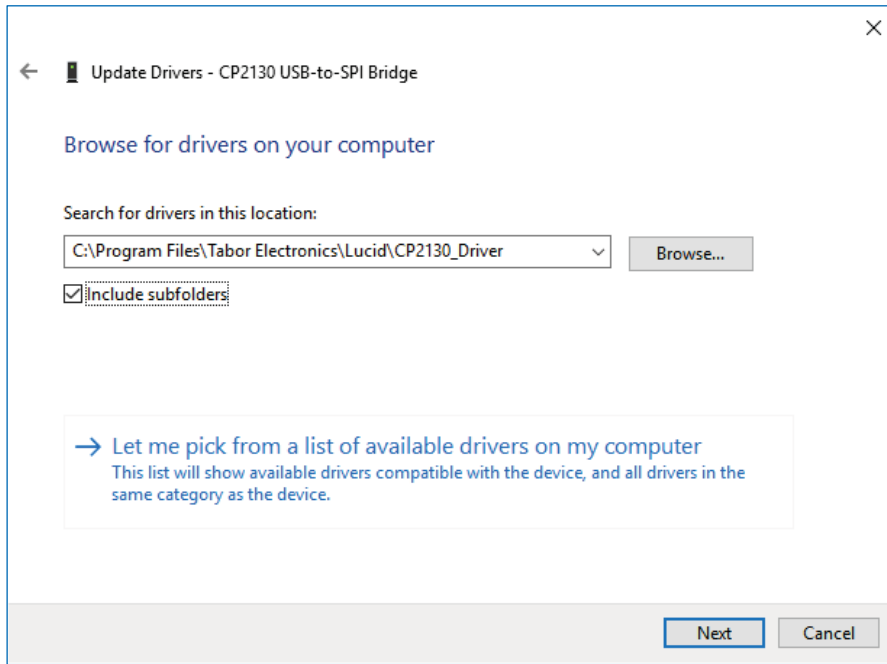 Update Drivers - CP2130 USB-to-SPI Bridge
Browse for drivers on your computer
Search for drivers in this location:
C:\Program Files\Tabor Electronics\Lucid\CP2130_Driver
Browse...
Include subfolders
Let me pick from a list of available drivers on my computer
This list will show available drivers compatible with the device, and all drivers in the
same category as the device.
Next
Cancel